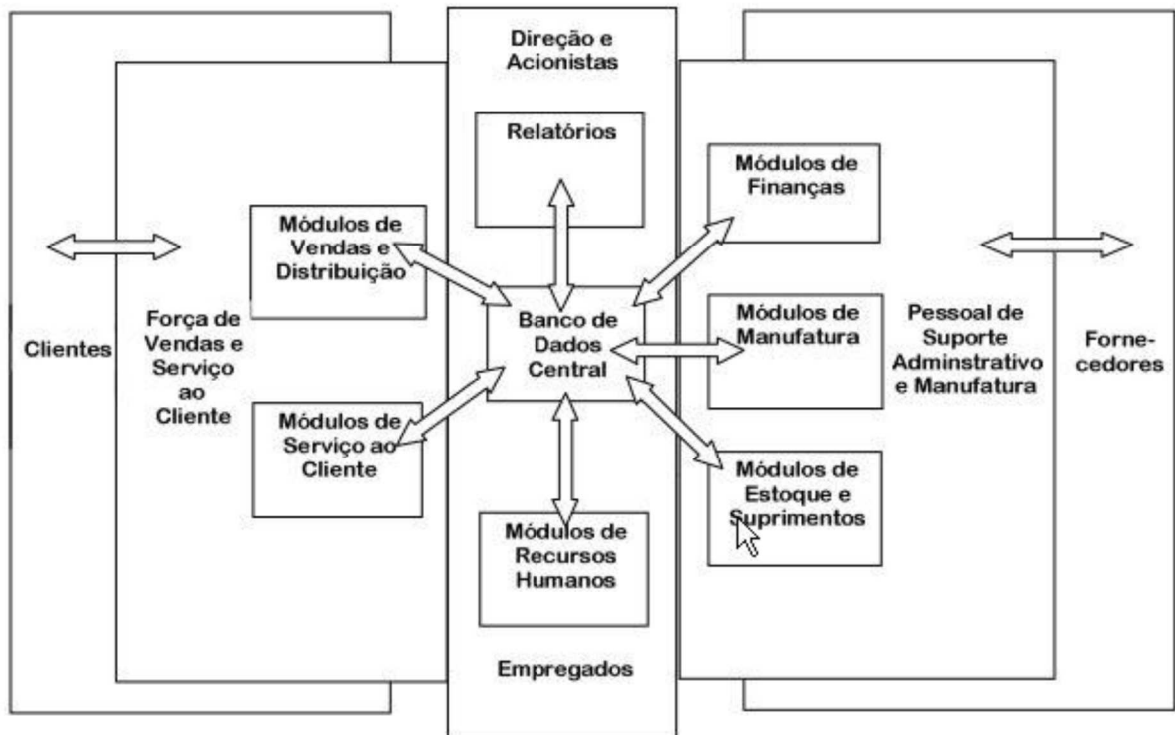 Direção e
Acionistas
Relatórios
Módulos de
Finanças
Módulos de
Vendas e
Distribuição
Clientes
Força de
Vendas e
Serviço
ao
Cliente
Banco de
Dados
Central
Módulos de
Manufatura
Pessoal de
Suporte
Adminstrativo
e Manufatura
Forne-
cedores
Módulos de
Serviço ao
Cliente
Módulos de
Estoque e
Suprimentos
Módulos de
Recursos
Humanos
Empregados